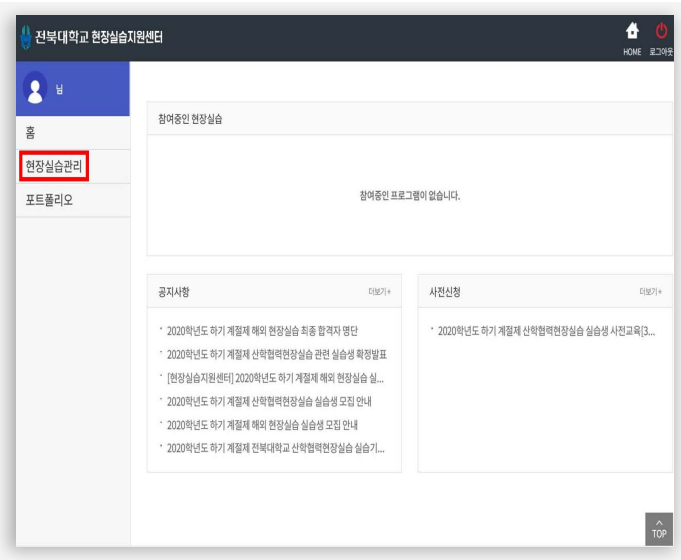 전북대학교 현장실습지원센터
HOME 로그아웃
님
홈
현장실습관리
포트폴리오
참여중인 현장실습
참여중인 프로그램이 없습니다.
공지사항 더보기+
· 2020학년도 하기 계절제 해외 현장실습 최종 합격자 명단
· 2020학년도 하기 계절제 산학협력현장실습 관련 실습생 확정발표
· [현장실습지원센터] 2020학년도 하기 계절제 해외 현장실습 실...
· 2020학년도 하기 계절제 산학협력현장실습 실습생 모집 안내
· 2020학년도 하기 계절제 해외 현장실습 실습생 모집 안내
· 2020학년도 하기 계절제 전북대학교 산학협력현장실습 실습기...
사전신청 더보기+
· 2020학년도 하기 계절제 산학협력현장실습 실습생 사전교육[3...
TOP